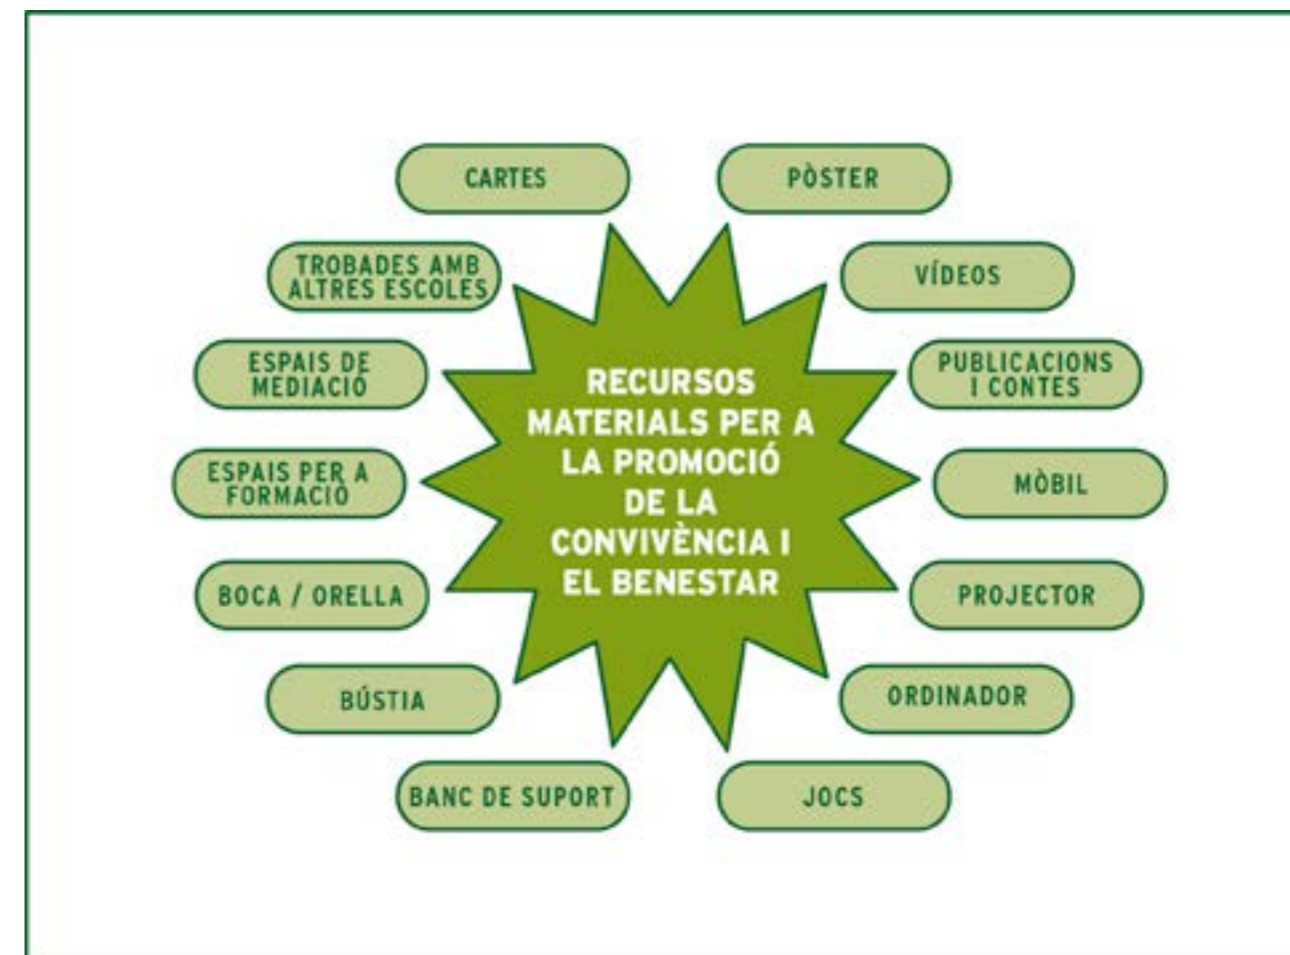 CARTES
PÒSTER
TROBADES AMB
ALTRES ESCOLES
VÍDEOS
ESPAIS DE
MEDIACIÓ
PUBLICACIONS
I CONTES
RECURSOS
MATERIALS PER A
LA PROMOCIÓ
DE LA
CONVIVÈNCIA I
EL BENESTAR
ESPAIS PER A
FORMACIÓ
MÒBIL
BOCA / ORELLA
PROJECTOR
BÚSTIA
ORDINADOR
BANC DE SUPORT
JOCS